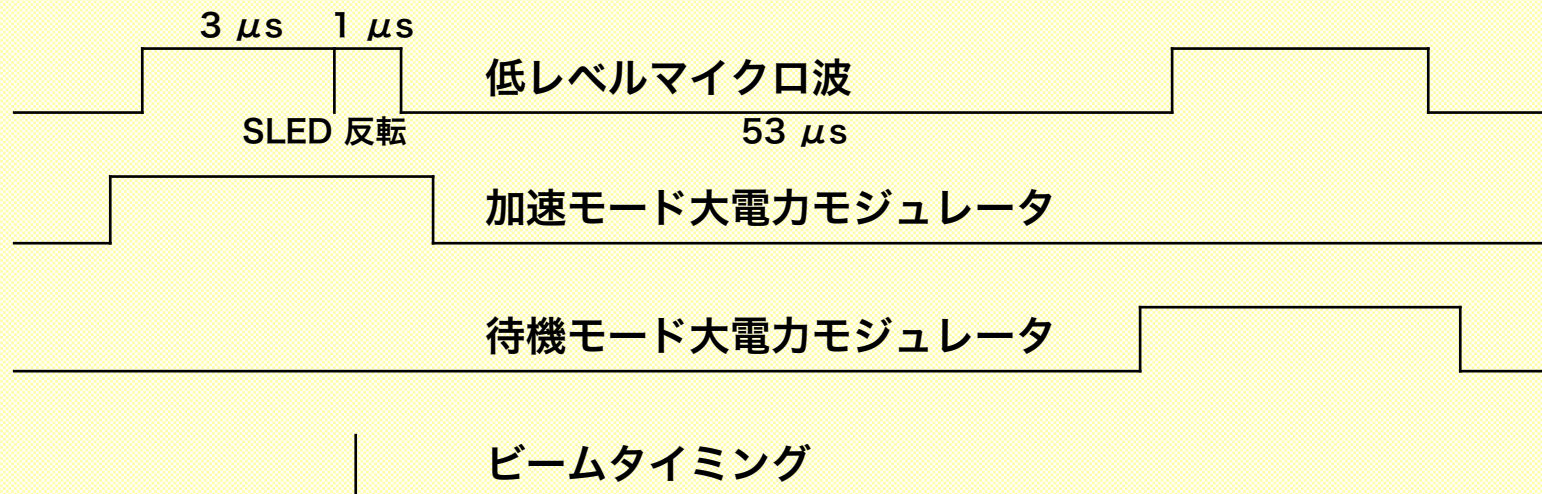 3 μs 1 μs
低レベルマイクロ波
SLED 反転 53 μs
加速モード大電力モジュレータ
待機モード大電力モジュレータ
ビームタイミング